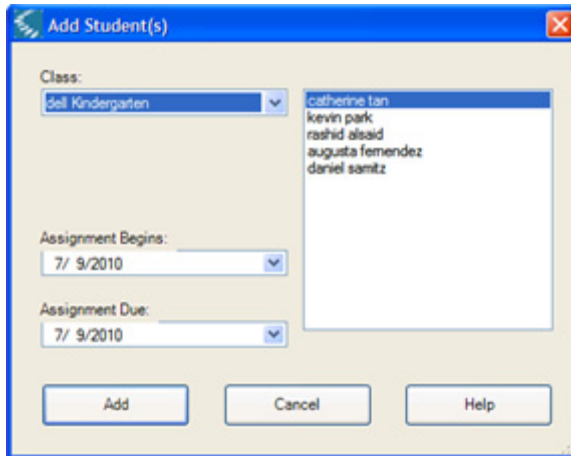 Add Student(s)
Class:
dell Kindergarten
catherine tan
kevin park
rashid alsaid
augusta fernendez
daniel samitz
Assignment Begins:
7/ 9/2010
Assignment Due:
7/ 9/2010
Add
Cancel
Help